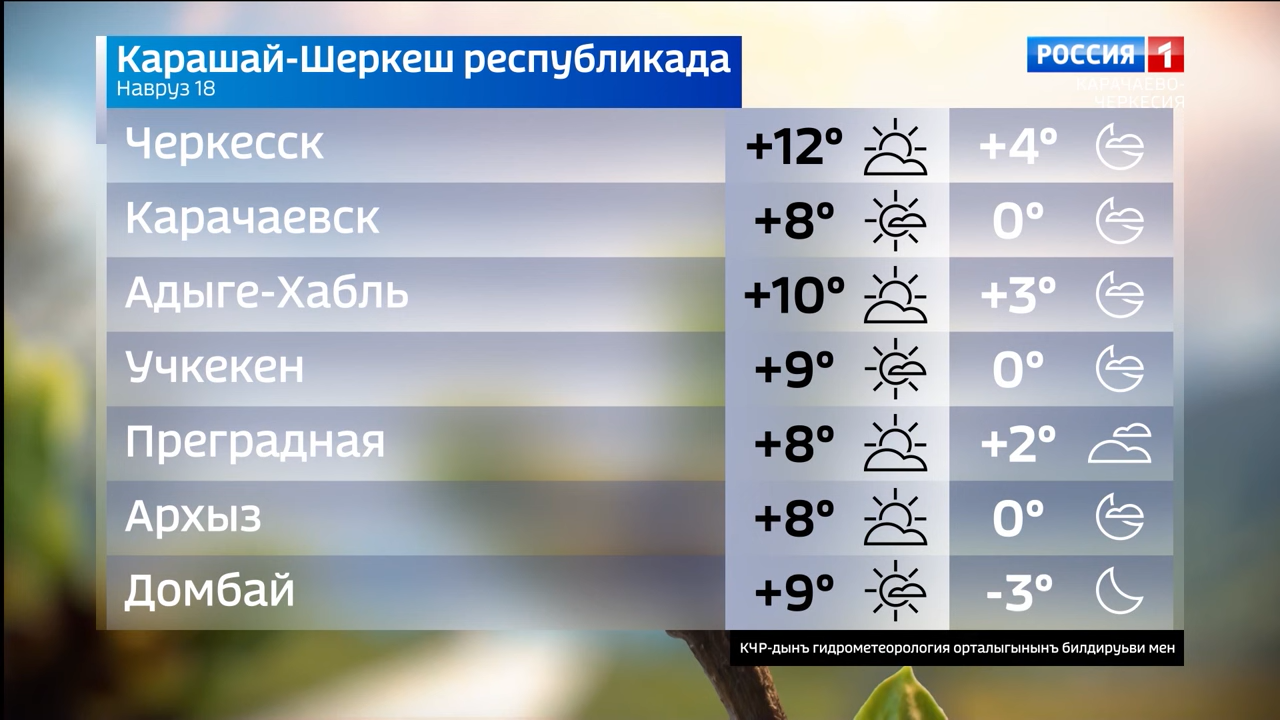 Карашай-Шеркеш республикада
Навруз 18
РОССИЯ 1
КАРАЧАЕВО-
ЧЕРКЕСИЯ
Черкесск +12° +4°
Карачаевск +8° 0°
Адыге-Хабль +10° +3°
Учкекен +9° 0°
Преградная +8° +2°
Архыз +8° 0°
Домбай +9° -3°
КЧР-дынъ гидрометеорология орталыгынынъ билдируьви мен